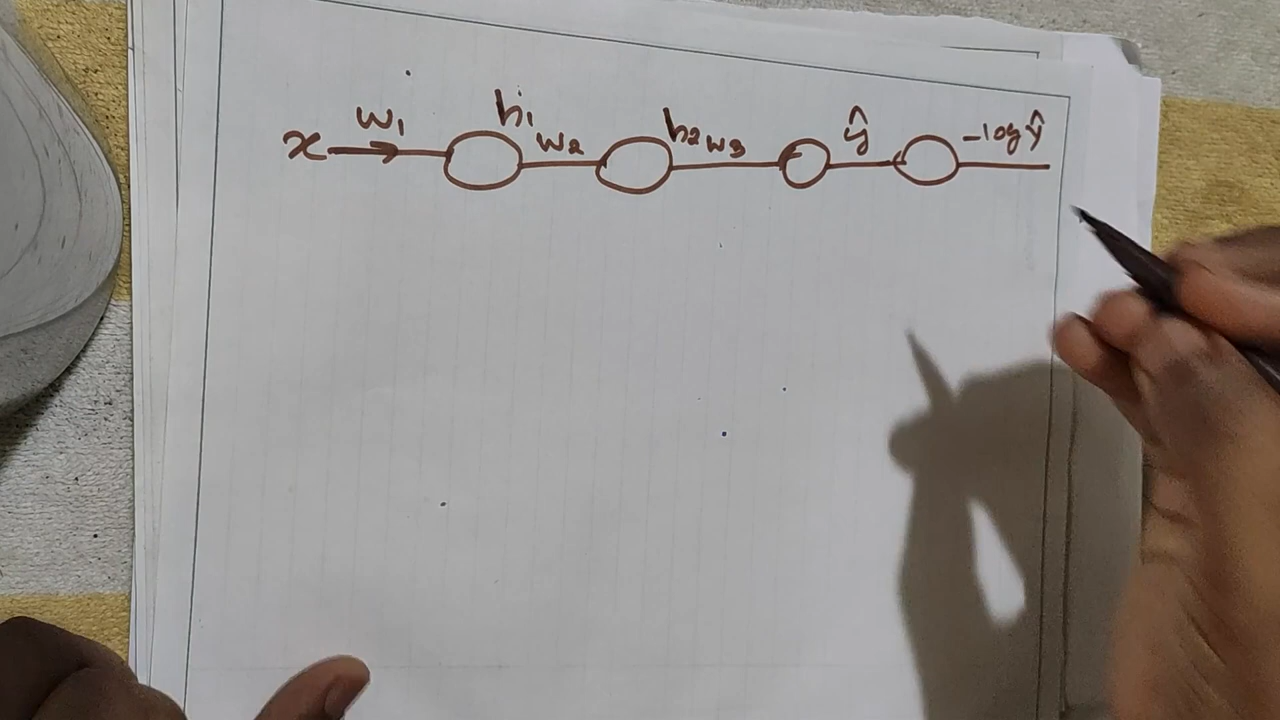 x w₁ h₁ w₂ h₂ w₃ ŷ -log ŷ